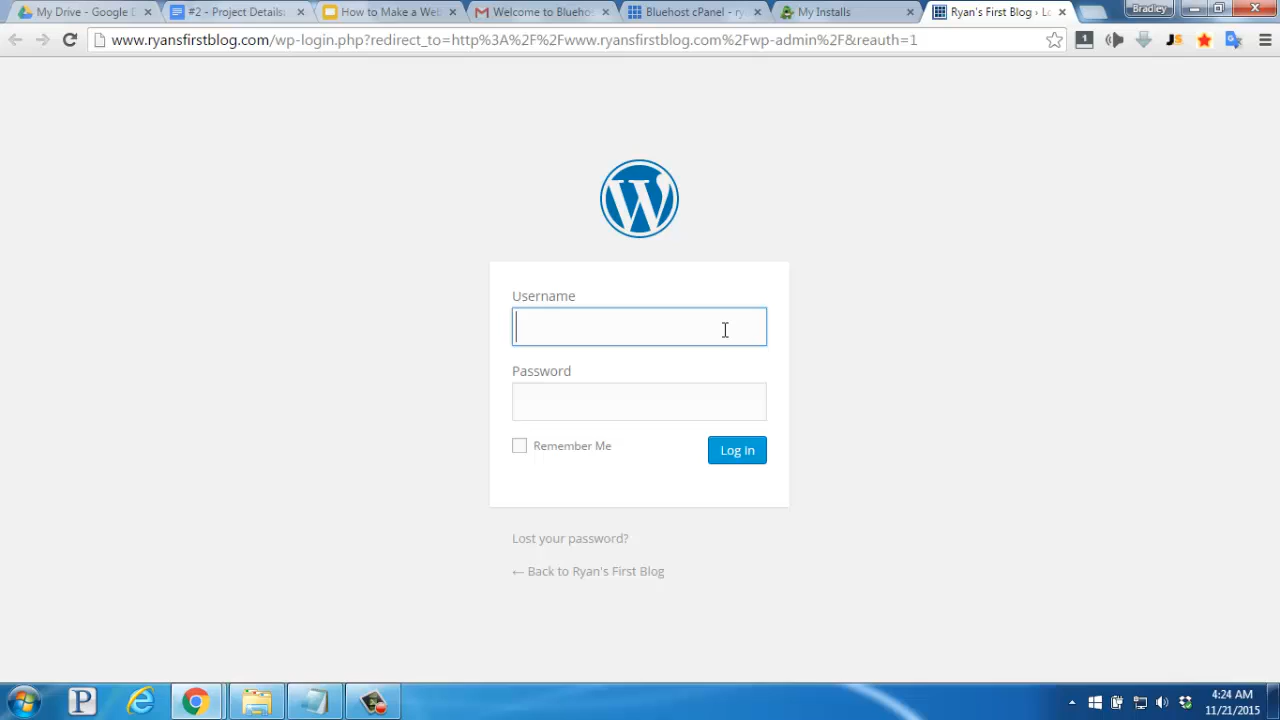 My Drive - Google D
#2 - Project Details
How to Make a Web
Welcome to Blueho
Bluehost cPanel - ry
My Installs
Ryan's First Blog › Lo
Bradley
www.ryansfirstblog.com/wp-login.php?redirect_to=http%3A%2F%2Fwww.ryansfirstblog.com%2Fwp-admin%2F&reauth=1
1
JS
W
Username
Password
Remember Me
Log In
Lost your password?
← Back to Ryan's First Blog
P
4:24 AM
11/21/2015